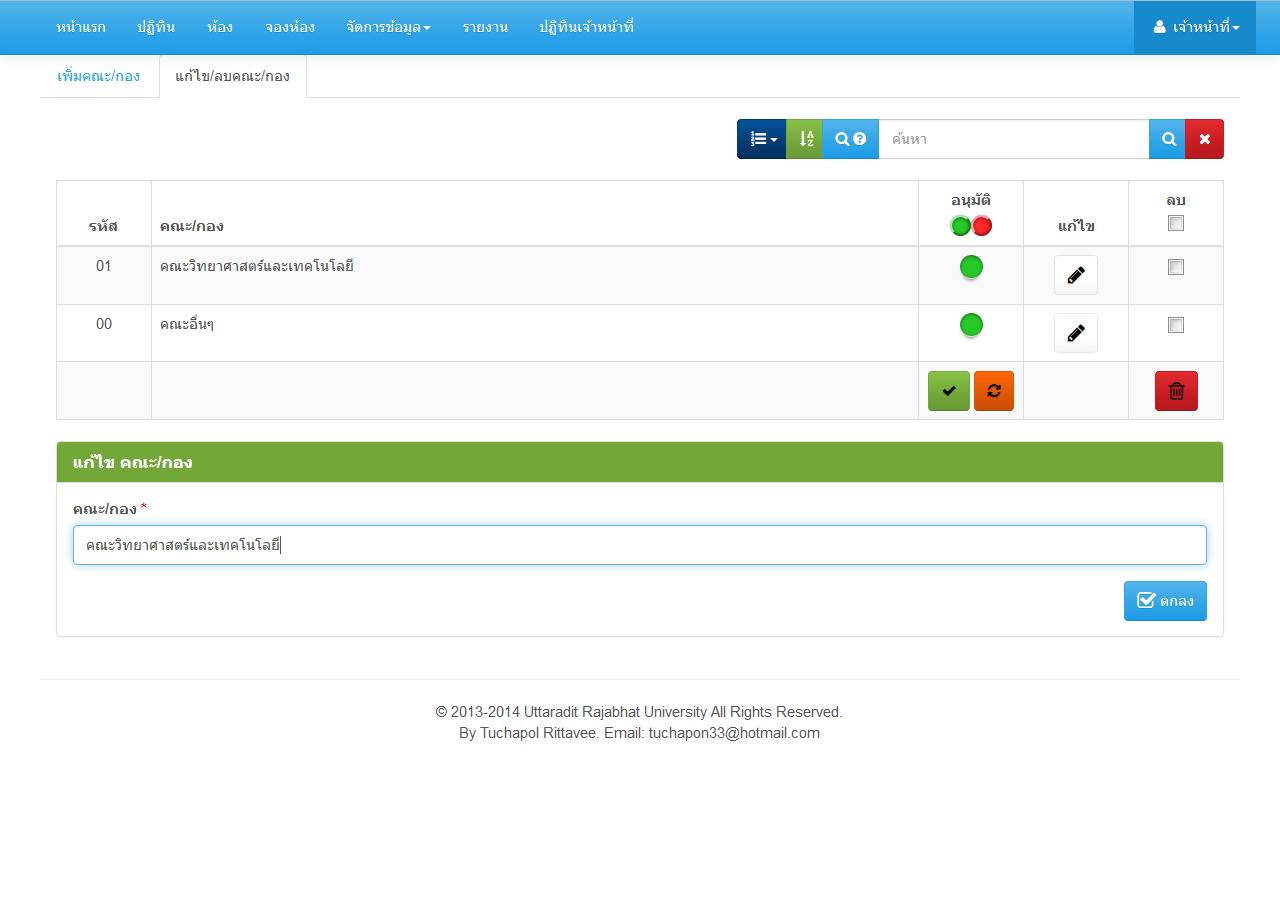 หน้าแรก ปฏิทิน ห้อง จองห้อง จัดการข้อมูล รายงาน ปฏิทินเจ้าหน้าที่ เจ้าหน้าที่
เพิ่มคณะ/กอง แก้ไข/ลบคณะ/กอง
ค้นหา
รหัส คณะ/กอง อนุมัติ แก้ไข ลบ
01 คณะวิทยาศาสตร์และเทคโนโลยี
00 คณะอื่นๆ
แก้ไข คณะ/กอง
คณะ/กอง *
คณะวิทยาศาสตร์และเทคโนโลยี
ตกลง
© 2013-2014 Uttaradit Rajabhat University All Rights Reserved.
By Tuchapol Rittavee. Email: tuchapon33@hotmail.com